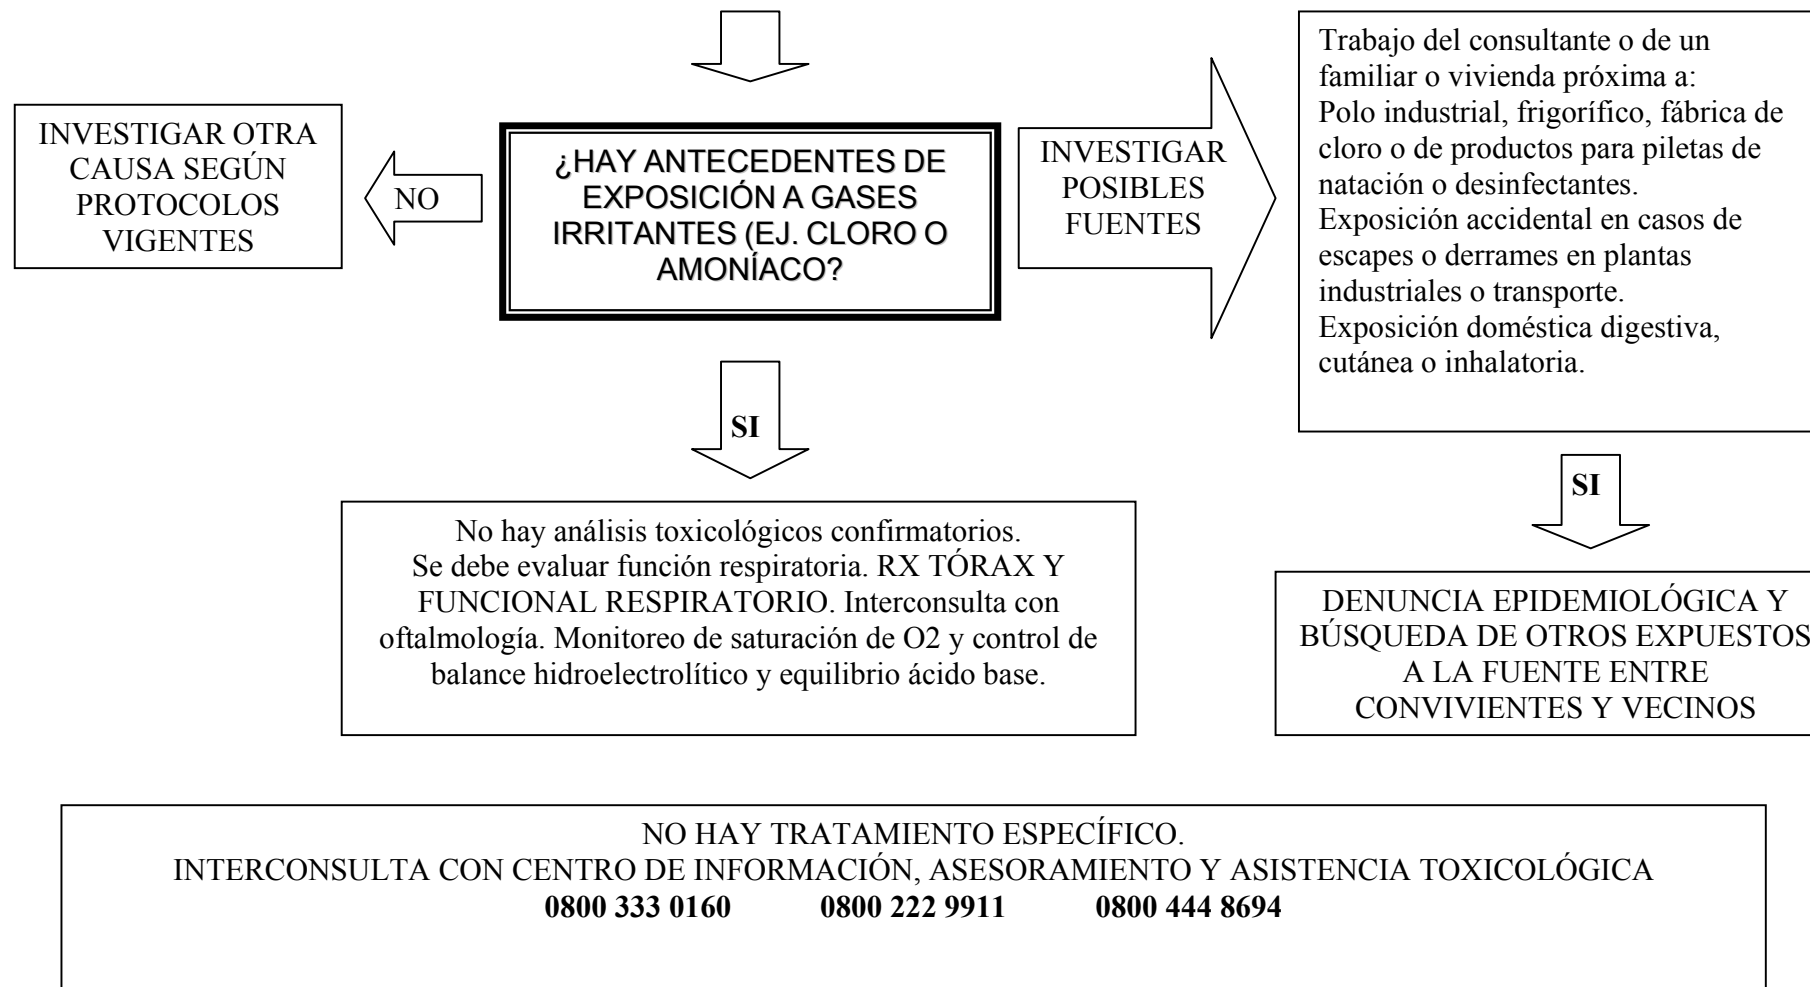 INVESTIGAR OTRA
CAUSA SEGÚN
PROTOCOLOS
VIGENTES
NO
¿HAY ANTECEDENTES DE
EXPOSICIÓN A GASES
IRRITANTES (EJ. CLORO O
AMONÍACO?
INVESTIGAR
POSIBLES
FUENTES
Trabajo del consultante o de un
familiar o vivienda próxima a:
Polo industrial, frigorífico, fábrica de
cloro o de productos para piletas de
natación o desinfectantes.
Exposición accidental en casos de
escapes o derrames en plantas
industriales o transporte.
Exposición doméstica digestiva,
cutánea o inhalatoria.
SI
No hay análisis toxicológicos confirmatorios.
Se debe evaluar función respiratoria. RX TÓRAX Y
FUNCIONAL RESPIRATORIO. Interconsulta con
oftalmología. Monitoreo de saturación de O2 y control de
balance hidroelectrolítico y equilibrio ácido base.
SI
DENUNCIA EPIDEMIOLÓGICA Y
BÚSQUEDA DE OTROS EXPUESTOS
A LA FUENTE ENTRE
CONVIVIENTES Y VECINOS
NO HAY TRATAMIENTO ESPECÍFICO.
INTERCONSULTA CON CENTRO DE INFORMACIÓN, ASESORAMIENTO Y ASISTENCIA TOXICOLÓGICA
0800 333 0160 0800 222 9911 0800 444 8694